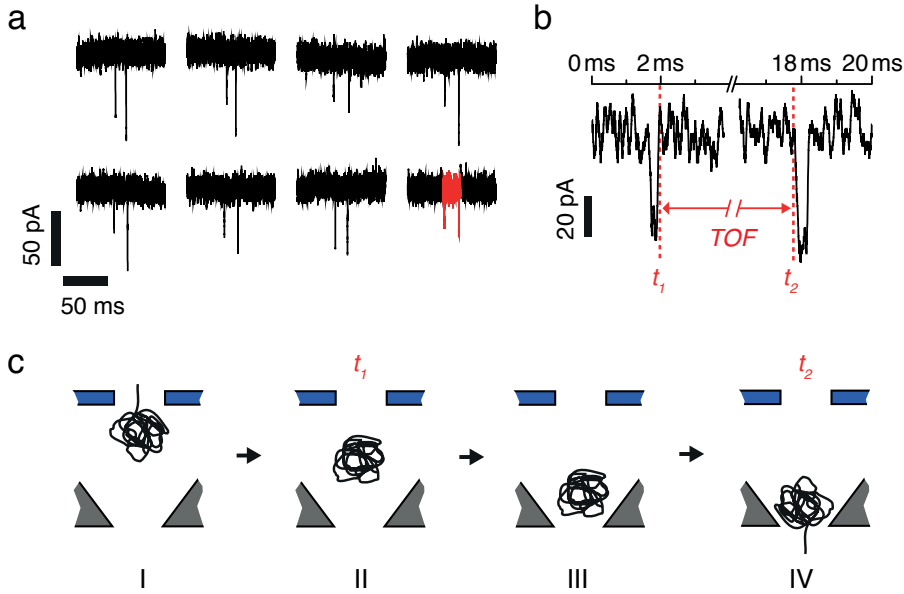 a
50 pA
50 ms
b
0 ms 2 ms 18 ms 20 ms
20 pA
TOF
t1 t2
c
t1 t2
I II III IV